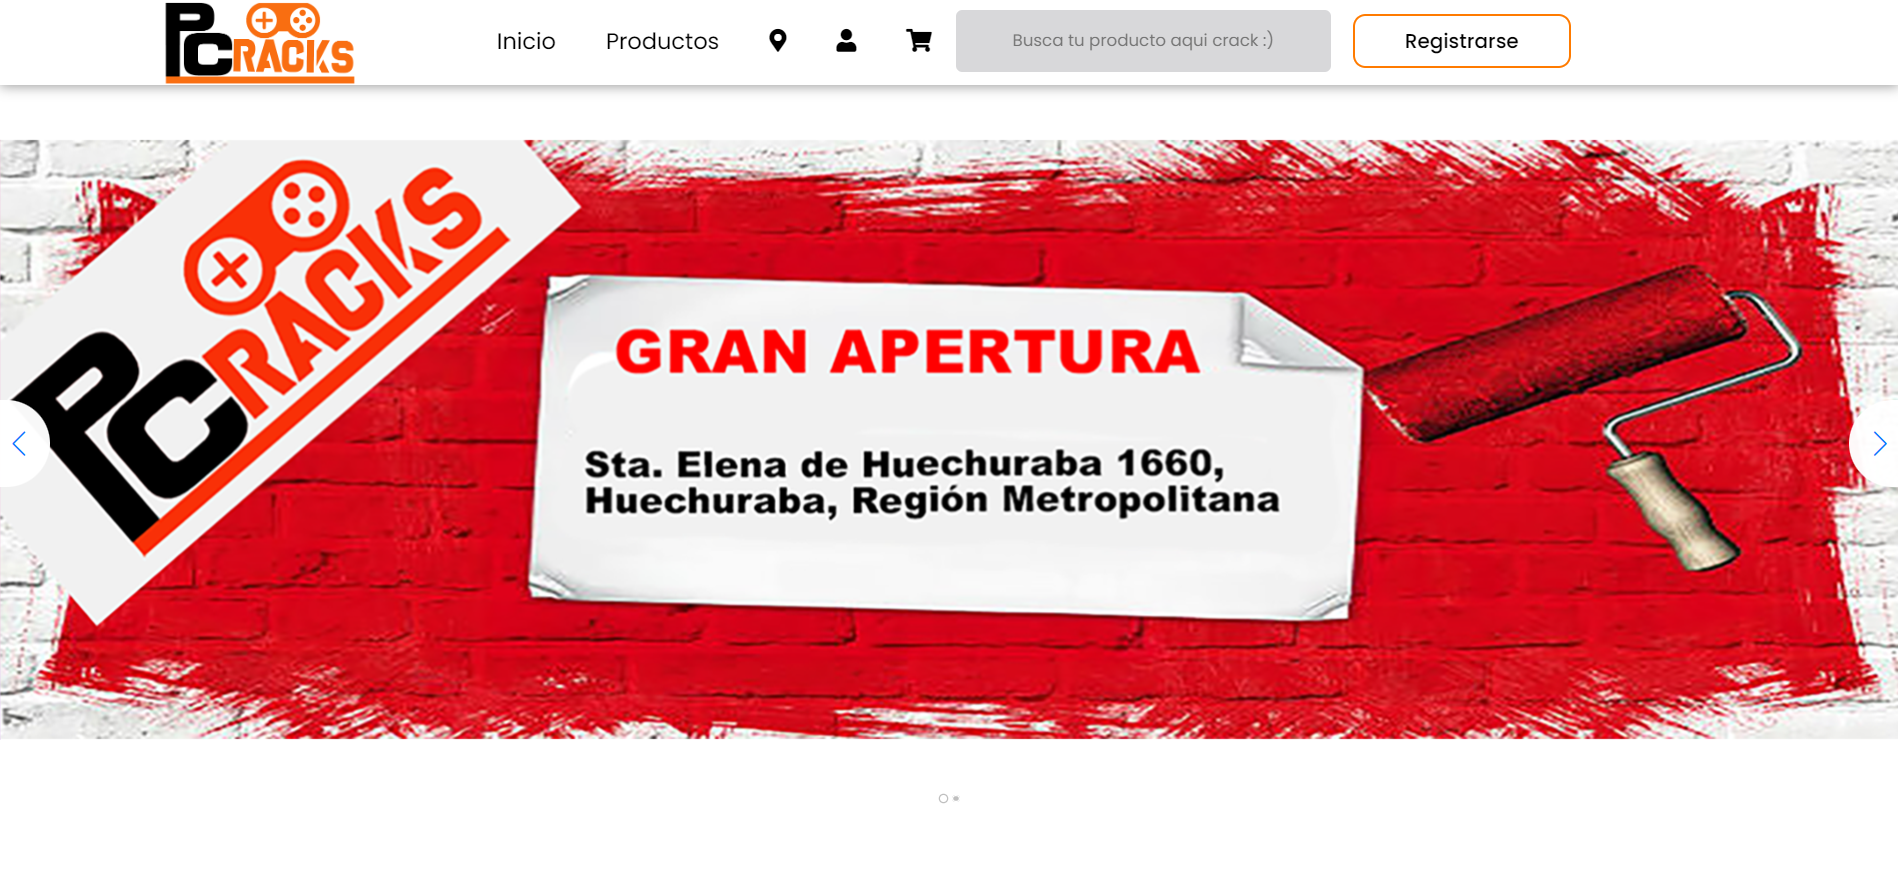 PCRACKS
Inicio
Productos
Busca tu producto aqui crack :)
Registrarse
PCRACKS
GRAN APERTURA
Sta. Elena de Huechuraba 1660,
Huechuraba, Región Metropolitana